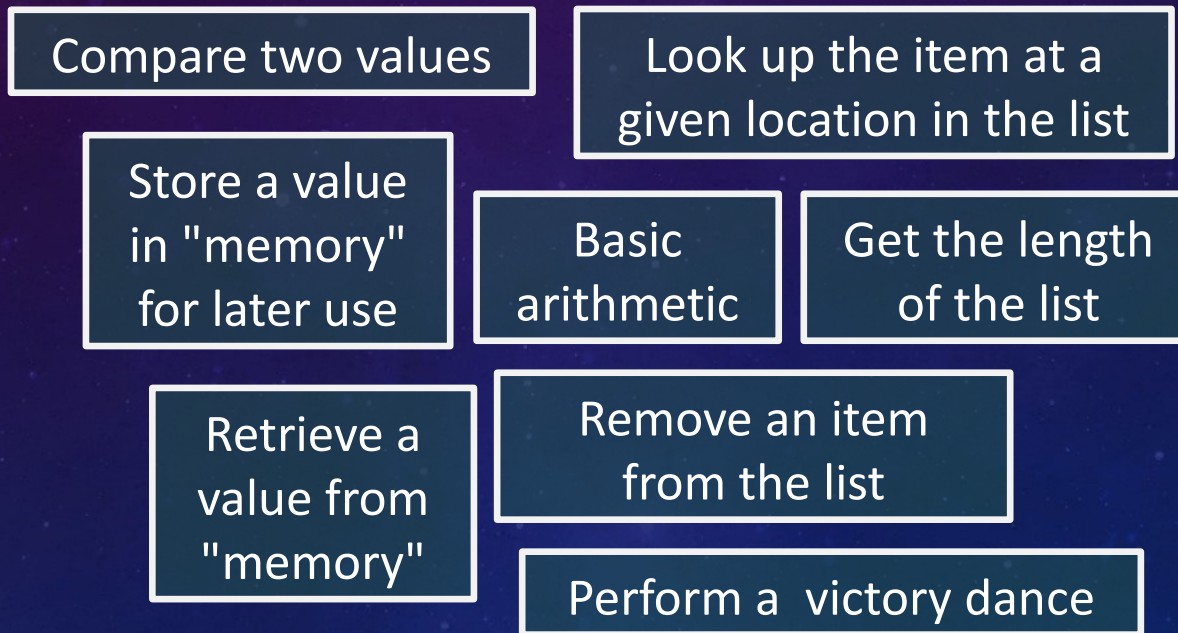 Compare two values
Look up the item at a
given location in the list
Store a value
in "memory"
for later use
Basic
arithmetic
Get the length
of the list
Retrieve a
value from
"memory"
Remove an item
from the list
Perform a  victory dance